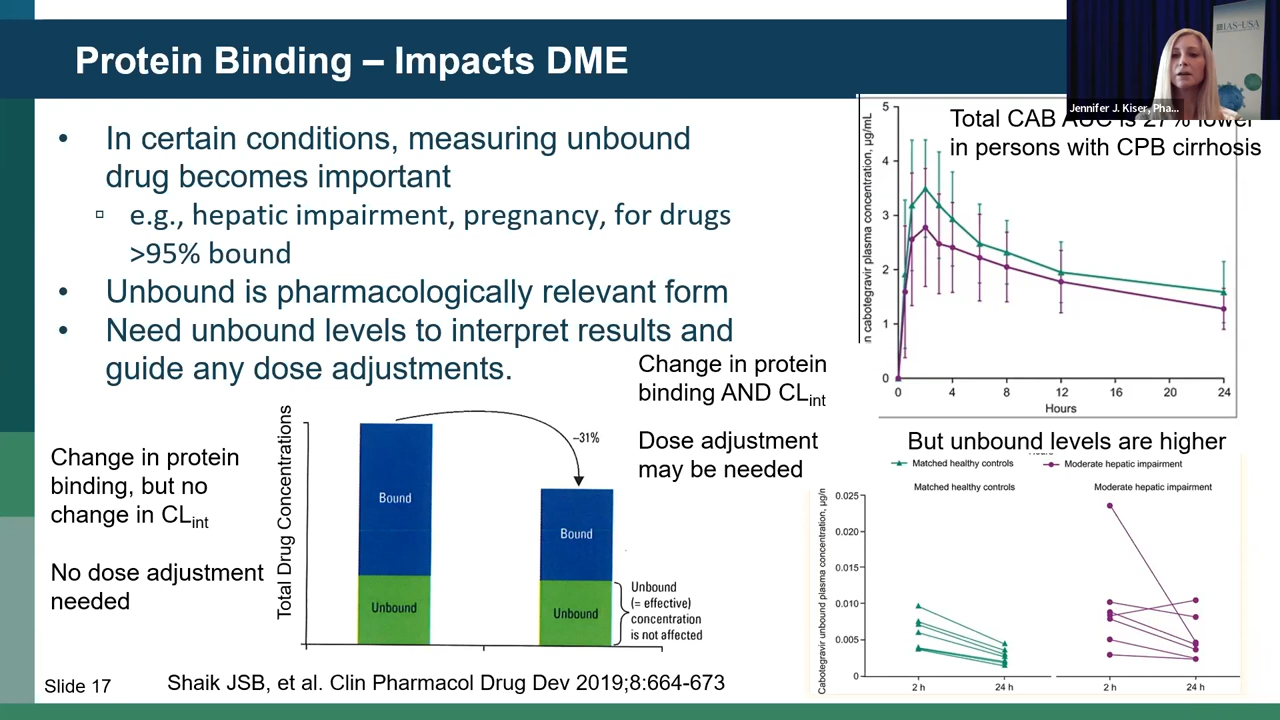 Protein Binding – Impacts DME
IAS-USA
Jennifer J. Kiser, Pha...
• In certain conditions, measuring unbound
drug becomes important
▫ e.g., hepatic impairment, pregnancy, for drugs
>95% bound
• Unbound is pharmacologically relevant form
• Need unbound levels to interpret results and
guide any dose adjustments.
Total CAB AUC is 27% lower
in persons with CPB cirrhosis
cabotegravir plasma concentration, µg/mL
5
4
3
2
1
0
0 4 8 12 16 20 24
Hours
Change in protein
binding AND CLint
Dose adjustment
may be needed
Change in protein
binding, but no
change in CLint
No dose adjustment
needed
Total Drug Concentrations
–31%
Bound
Unbound
Bound
Unbound
Unbound
(= effective)
concentration
is not affected
But unbound levels are higher
Matched healthy controls Moderate hepatic impairment
Matched healthy controls Moderate hepatic impairment
Cabotegravir unbound plasma concentration, µg/n
0.025
0.020
0.015
0.010
0.005
0
2 h 24 h 2 h 24 h
Slide 17
Shaik JSB, et al. Clin Pharmacol Drug Dev 2019;8:664-673